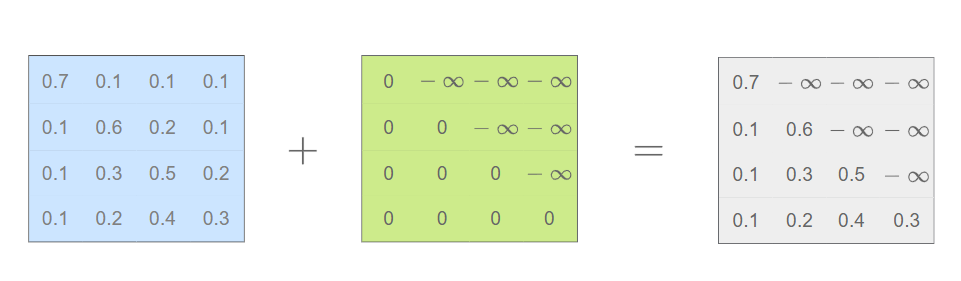 0.7 0.1 0.1 0.1 0 − ∞ − ∞ − ∞ 0.7 − ∞ − ∞ − ∞
0.1 0.6 0.2 0.1 0 0 − ∞ − ∞ 0.1 0.6 − ∞ − ∞
+ =
0.1 0.3 0.5 0.2 0 0 0 − ∞ 0.1 0.3 0.5 − ∞
0.1 0.2 0.4 0.3 0 0 0 0 0.1 0.2 0.4 0.3